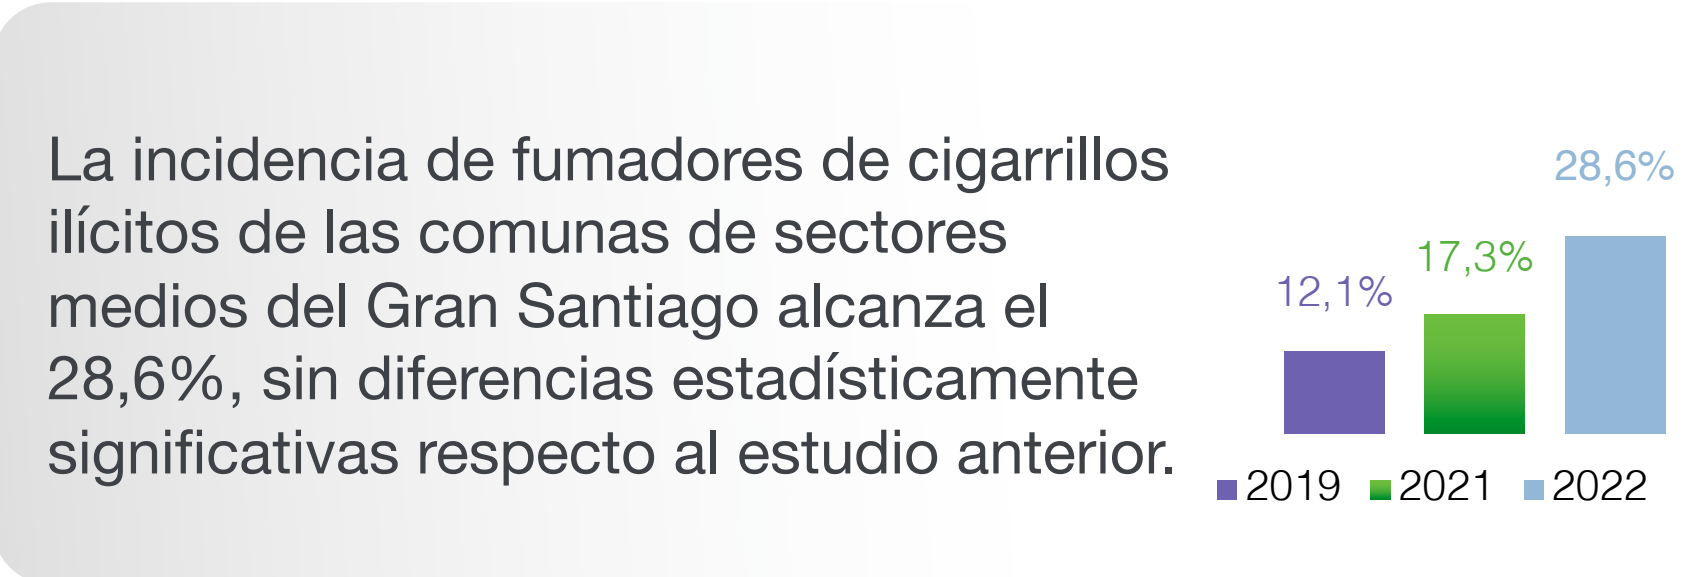 La incidencia de fumadores de cigarrillos
ilícitos de las comunas de sectores
medios del Gran Santiago alcanza el
28,6%, sin diferencias estadísticamente
significativas respecto al estudio anterior.
28,6%
17,3%
12,1%
2019 2021 2022